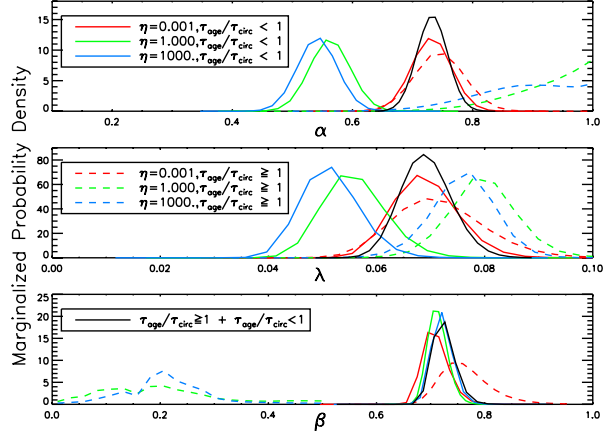 Marginalized Probability Density
15
10
5
0
η=0.001,τage/τcirc < 1
η=1.000,τage/τcirc < 1
η=1000.,τage/τcirc < 1
0.2 0.4 0.6 0.8 1.0
α
80
60
40
20
0
η=0.001,τage/τcirc ≧ 1
η=1.000,τage/τcirc ≧ 1
η=1000.,τage/τcirc ≧ 1
0.00 0.02 0.04 0.06 0.08 0.10
λ
25
20
15
10
5
0
τage/τcirc≧1 + τage/τcirc<1
0.0 0.2 0.4 0.6 0.8 1.0
β